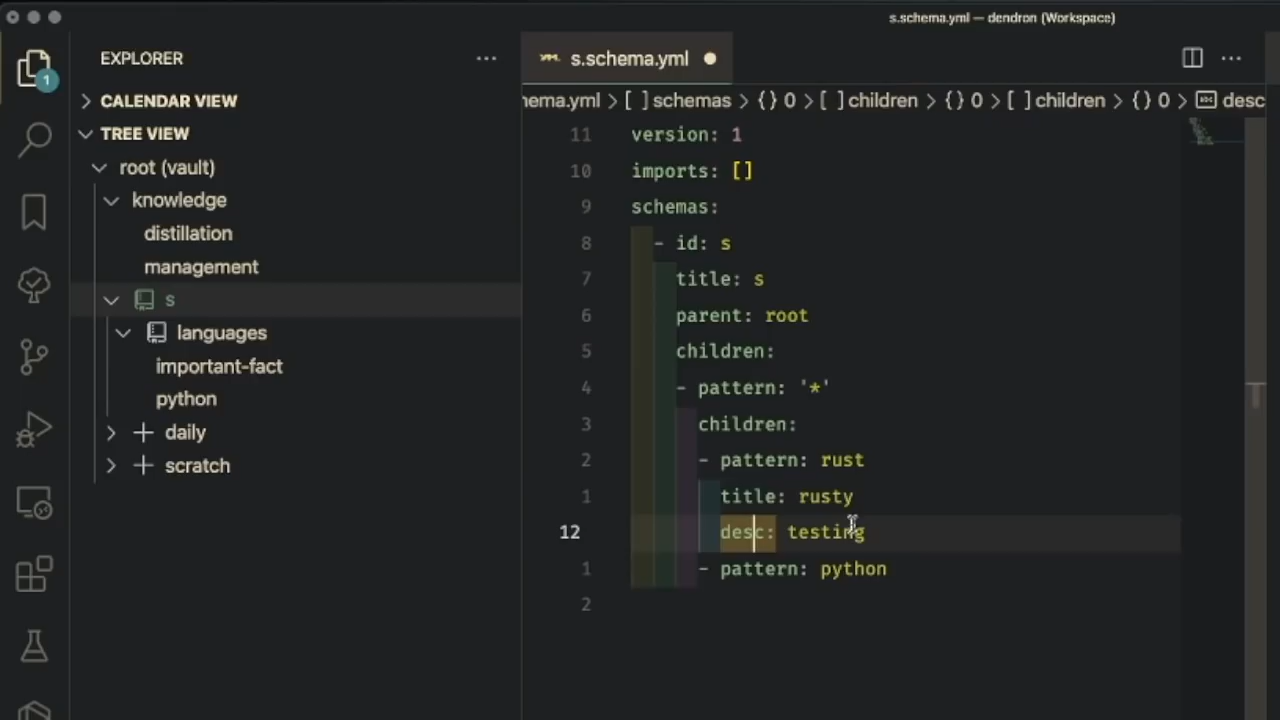 s.schema.yml — dendron (Workspace)
EXPLORER
CALENDAR VIEW
TREE VIEW
root (vault)
knowledge
distillation
management
s
languages
important-fact
python
daily
scratch
1
s.schema.yml
hema.yml > [ ] schemas > {} 0 > [ ] children > {} 0 > [ ] children > {} 0 > abc desc
11 version: 1
10 imports: []
9 schemas:
8 - id: s
7 title: s
6 parent: root
5 children:
4 - pattern: '*'
3 children:
2 - pattern: rust
1 title: rusty
12 desc: testing
1 - pattern: python
2